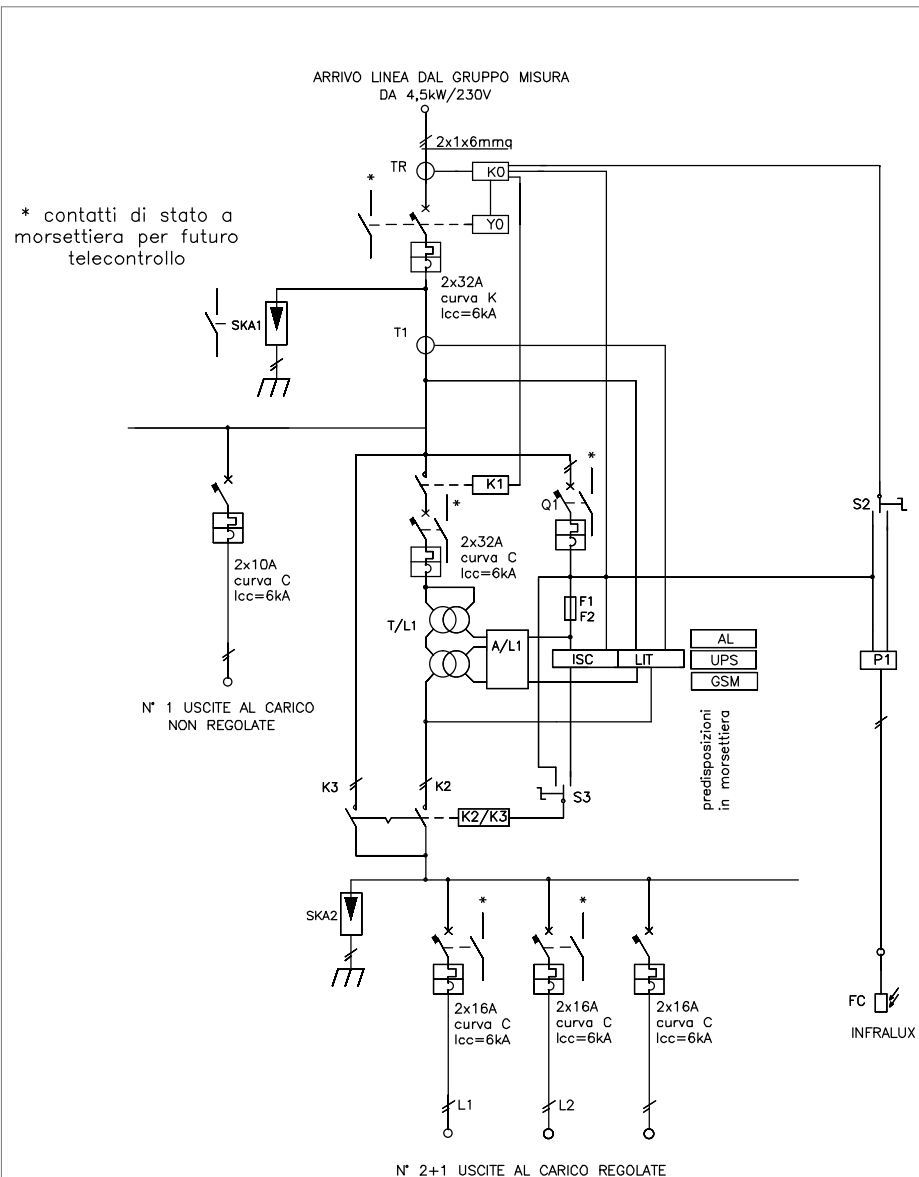 ARRIVO LINEA DAL GRUPPO MISURA
DA 4,5kW/230V
2x1x6mmq
TR
K0
*
* contatti di stato a
morsettiera per futuro
telecontrollo
Y0
2x32A
curva K
Icc=6kA
SKA1
T1
*
K1
Q1
S2
*
2x32A
curva C
Icc=6kA
2x10A
curva C
Icc=6kA
F1
F2
T/L1
A/L1
AL
ISC
LIT
UPS
P1
GSM
N° 1 USCITE AL CARICO
NON REGOLATE
predisposizioni
in morsettiera
K3
K2
S3
K2/K3
SKA2
*
*
2x16A
curva C
Icc=6kA
2x16A
curva C
Icc=6kA
2x16A
curva C
Icc=6kA
FC
INFRALUX
L1
L2
N° 2+1 USCITE AL CARICO REGOLATE